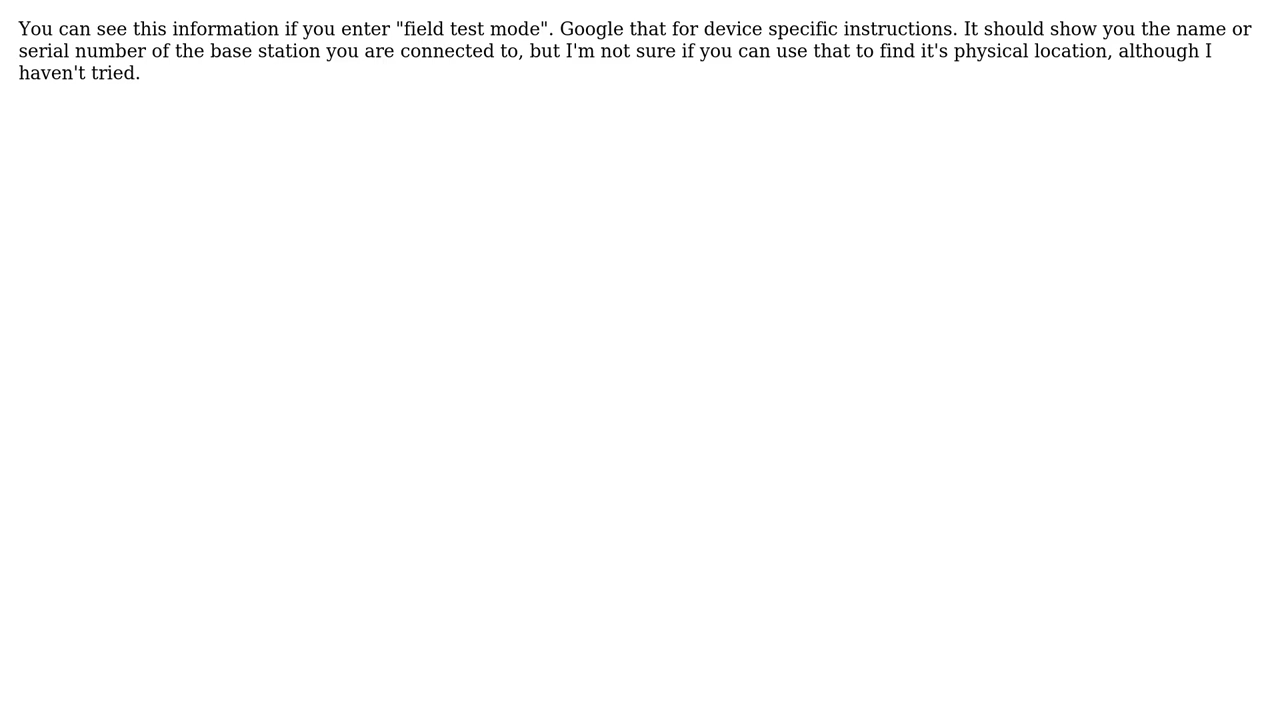 You can see this information if you enter "field test mode". Google that for device specific instructions. It should show you the name or
serial number of the base station you are connected to, but I'm not sure if you can use that to find it's physical location, although I
haven't tried.